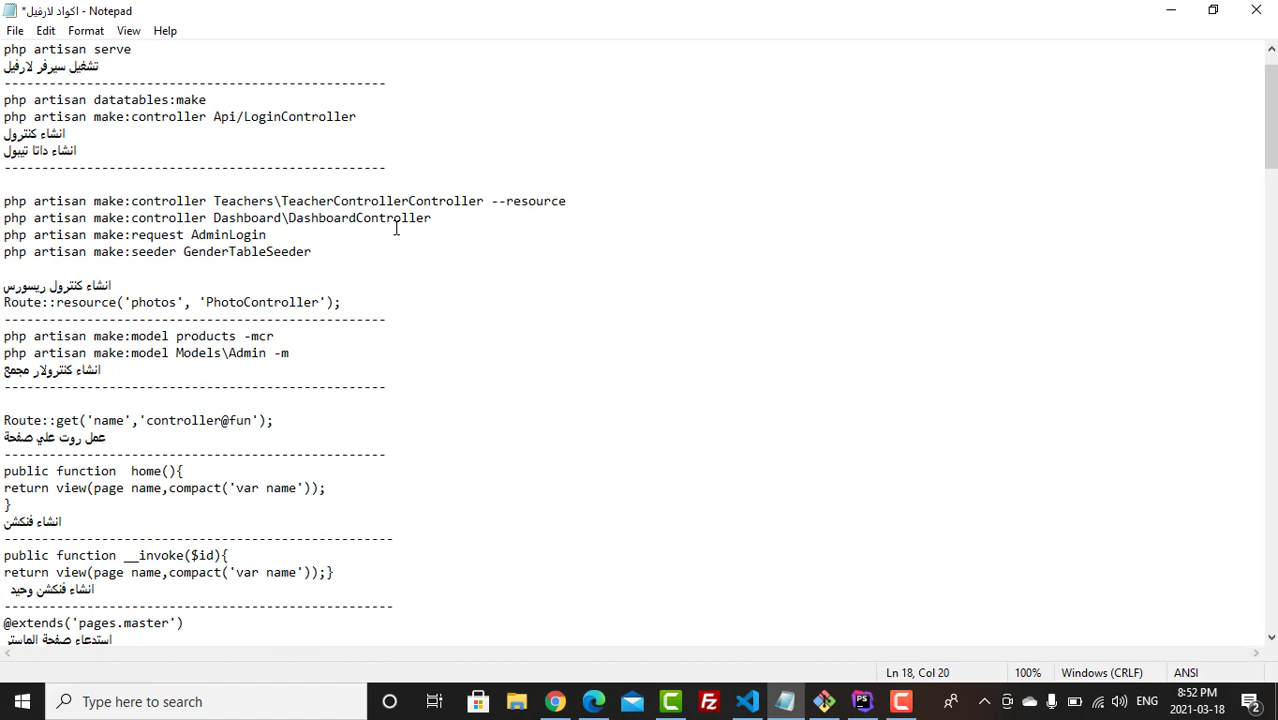 *اكواد لارفيل - Notepad
File Edit Format View Help
php artisan serve
تشغيل سيرفر لارفيل
---------------------------------------------------
php artisan datatables:make
php artisan make:controller Api/LoginController
انشاء كنترول
انشاء داتا تيبول
---------------------------------------------------
php artisan make:controller Teachers\TeacherControllerController --resource
php artisan make:controller Dashboard\DashboardController
php artisan make:request AdminLogin
php artisan make:seeder GenderTableSeeder
انشاء كنترول ريسورس
Route::resource('photos', 'PhotoController');
---------------------------------------------------
php artisan make:model products -mcr
php artisan make:model Models\Admin -m
انشاء كنترولار مجمع
---------------------------------------------------
Route::get('name','controller@fun');
عمل روت علي صفحة
---------------------------------------------------
public function  home(){
return view(page name,compact('var name'));
}
انشاء فنكشن
----------------------------------------------------
public function __invoke($id){
return view(page name,compact('var name'));}
انشاء فنكشن وحيد
----------------------------------------------------
@extends('pages.master')
استدعاء صفحة الماستر
Ln 18, Col 20 100% Windows (CRLF) ANSI
Type here to search
ENG
8:52 PM
2021-03-18
2